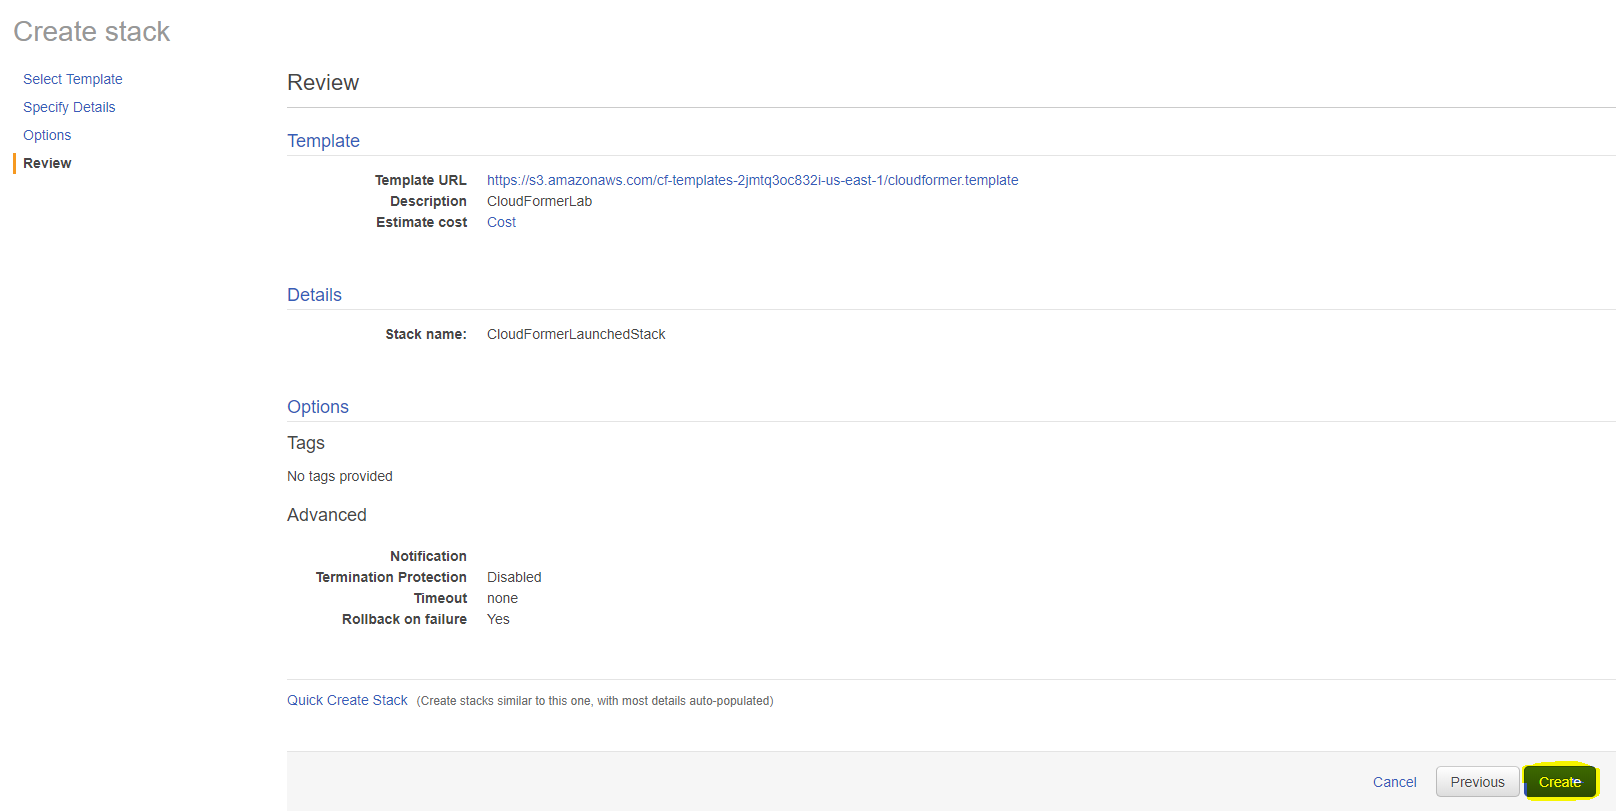 Create stack
Select Template
Specify Details
Options
Review
Review
Template
Template URL https://s3.amazonaws.com/cf-templates-2jmtq3oc832i-us-east-1/cloudformer.template
Description CloudFormerLab
Estimate cost Cost
Details
Stack name: CloudFormerLaunchedStack
Options
Tags
No tags provided
Advanced
Notification
Termination Protection Disabled
Timeout none
Rollback on failure Yes
Quick Create Stack (Create stacks similar to this one, with most details auto-populated)
Cancel Previous Create